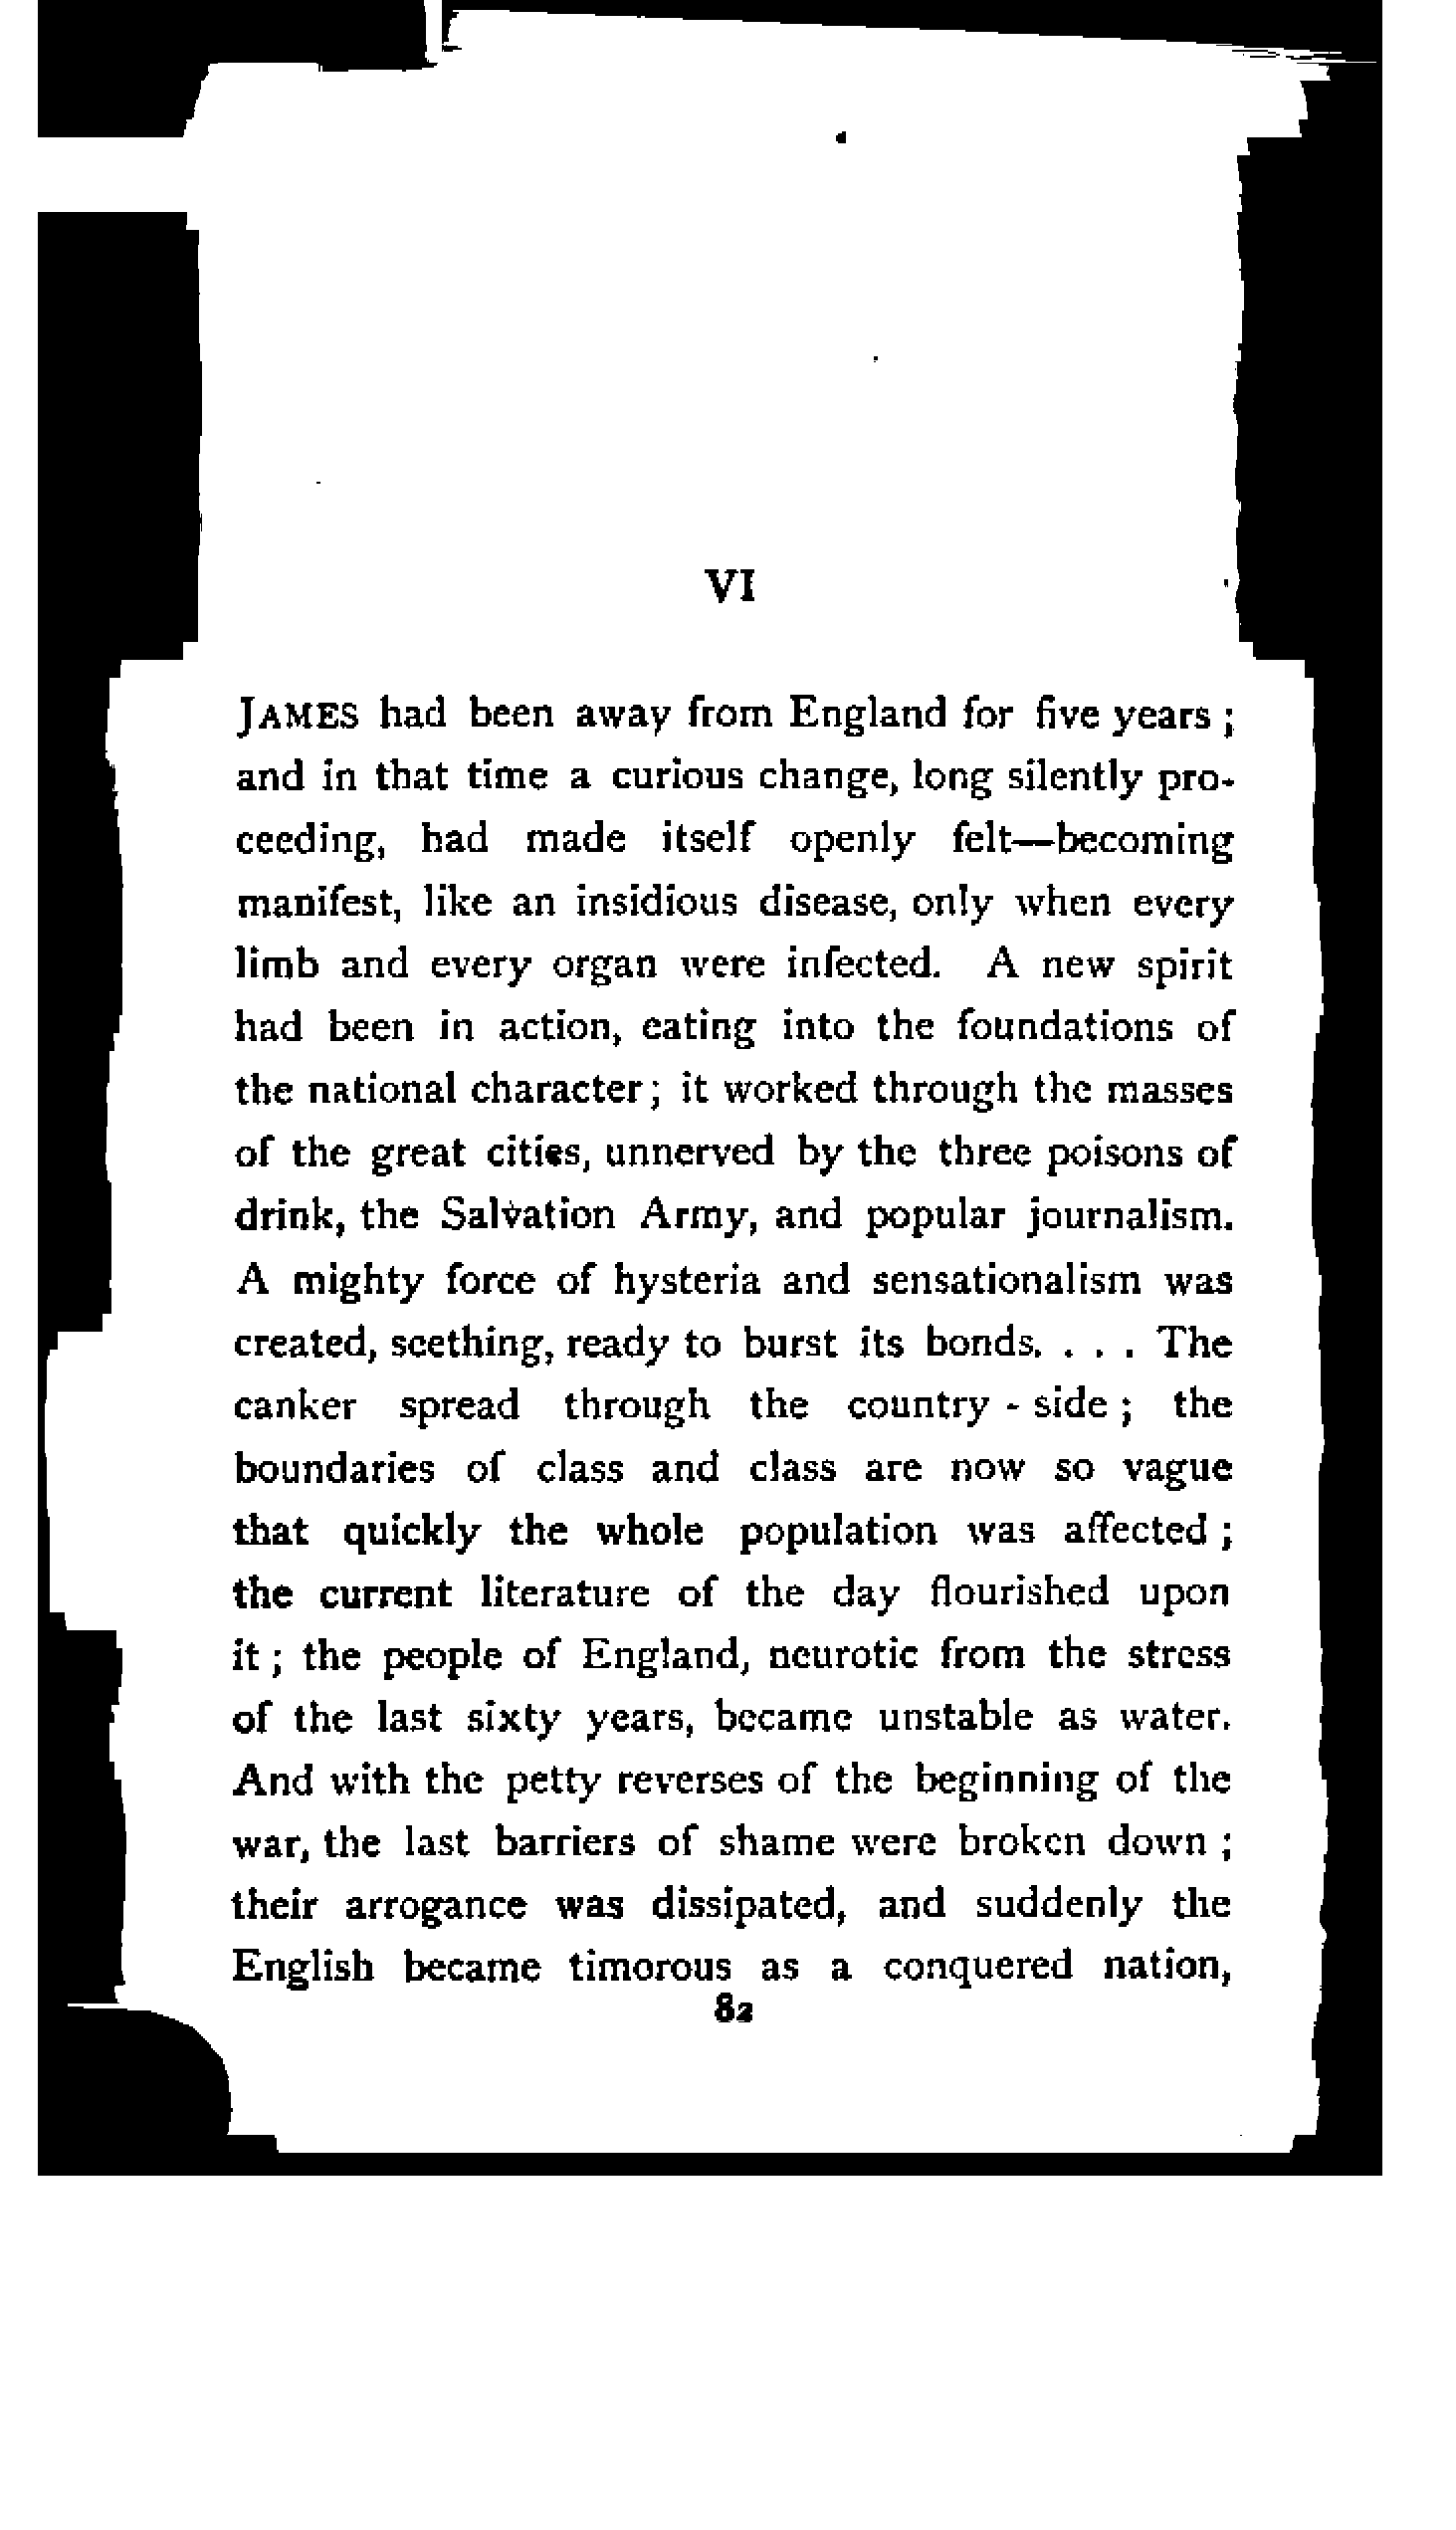 VI
JAMES had been away from England for five years ;
and in that time a curious change, long silently pro-
ceeding, had made itself openly felt—becoming
manifest, like an insidious disease, only when every
limb and every organ were infected. A new spirit
had been in action, eating into the foundations of
the national character ; it worked through the masses
of the great cities, unnerved by the three poisons of
drink, the Salvation Army, and popular journalism.
A mighty force of hysteria and sensationalism was
created, seething, ready to burst its bonds. . . . The
canker spread through the country - side ; the
boundaries of class and class are now so vague
that quickly the whole population was affected ;
the current literature of the day flourished upon
it ; the people of England, neurotic from the stress
of the last sixty years, became unstable as water.
And with the petty reverses of the beginning of the
war, the last barriers of shame were broken down ;
their arrogance was dissipated, and suddenly the
English became timorous as a conquered nation,
82